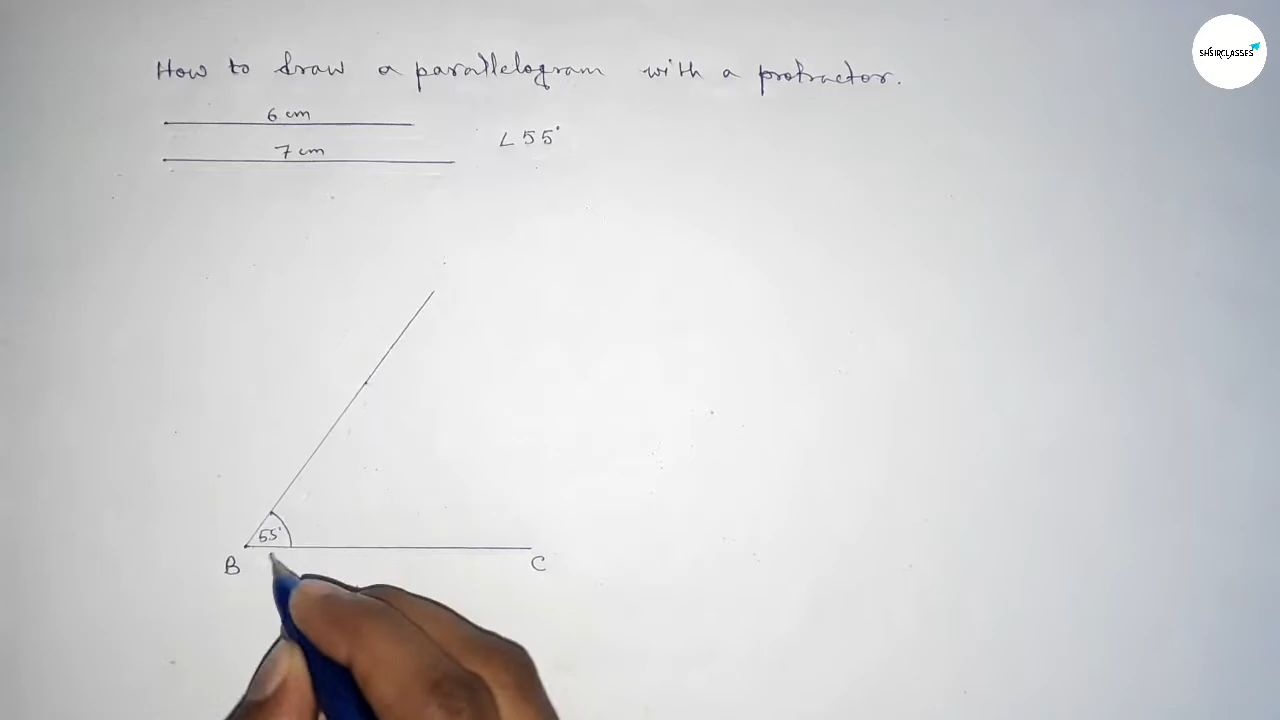 How to draw a parallelogram with a protractor.
SHSIRCLASSES
6 cm
∠55°
7 cm
55°
B
C